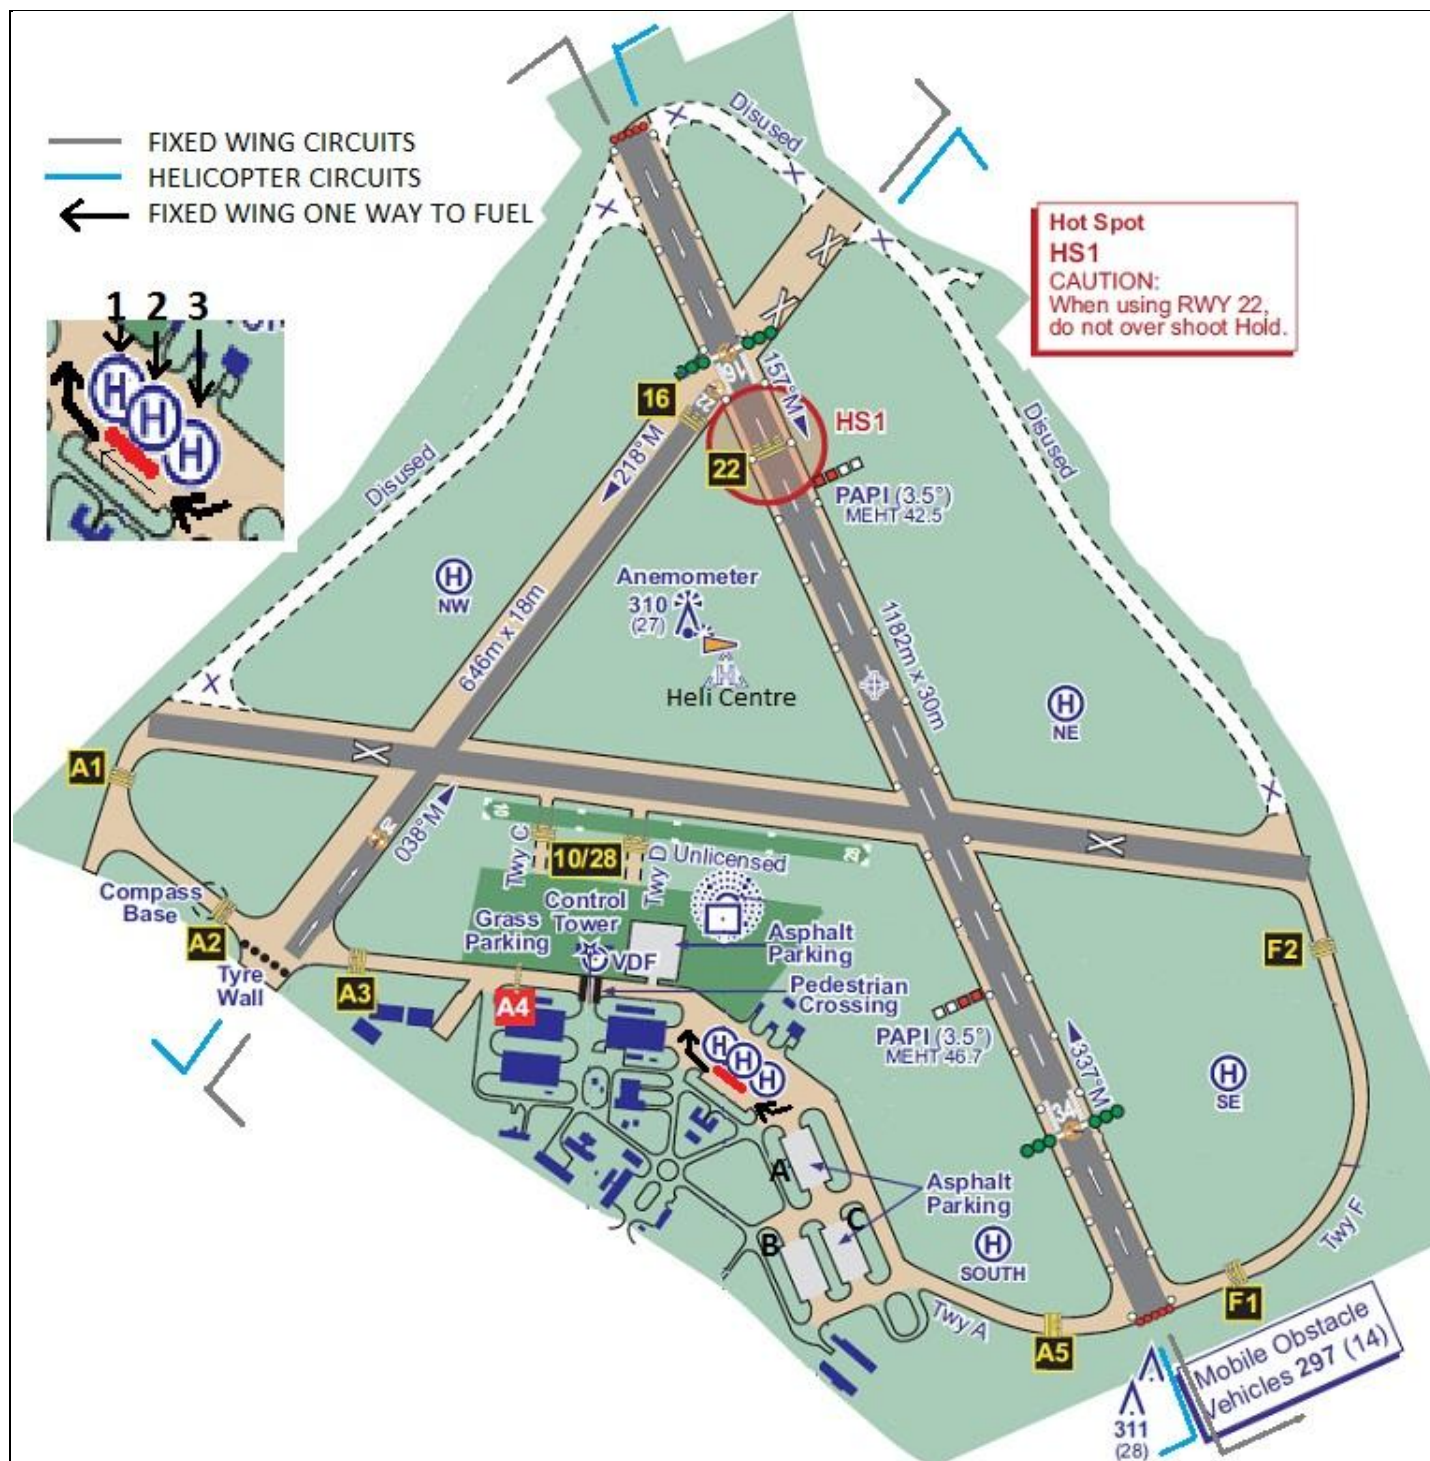 FIXED WING CIRCUITS
HELICOPTER CIRCUITS
FIXED WING ONE WAY TO FUEL
Disused
Hot Spot
HS1
CAUTION:
When using RWY 22,
do not over shoot Hold.
1 2 3
H
H
H
16
16
157°M
HS1
22
22
218°M
PAPI (3.5°)
MEHT 42.5
Disused
Disused
H
NW
Anemometer
310
(27)
H
Heli Centre
646m x 18m
1182m x 30m
H
NE
A1
038°M
10
28
Twy C
10/28
Twy D
Unlicensed
Compass
Base
A2
Tyre
Wall
A3
Grass
Parking
Control
Tower
VDF
Asphalt
Parking
Pedestrian
Crossing
A4
F2
PAPI (3.5°)
MEHT 46.7
337°M
34
H
H
H
H
SE
A
B
C
Asphalt
Parking
H
SOUTH
Twy A
A5
F1
Twy F
Mobile Obstacle
Vehicles 297 (14)
311
(28)